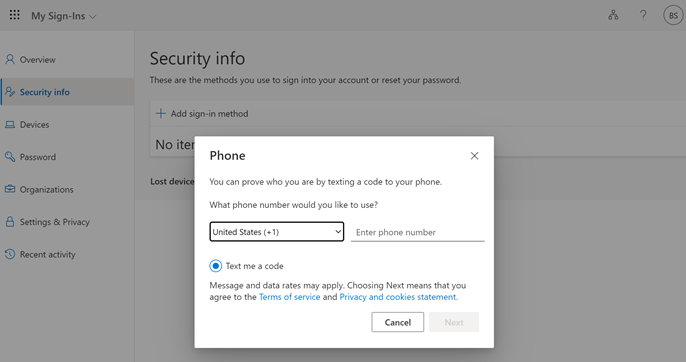 My Sign-Ins
?
BS
Overview
Security info
Devices
Password
Organizations
Settings & Privacy
Recent activity
Security info
These are the methods you use to sign into your account or reset your password.
Add sign-in method
No
Lost
Phone
You can prove who you are by texting a code to your phone.
What phone number would you like to use?
United States (+1)
Enter phone number
Text me a code
Message and data rates may apply. Choosing Next means that you
agree to the Terms of service and Privacy and cookies statement.
Cancel
Next